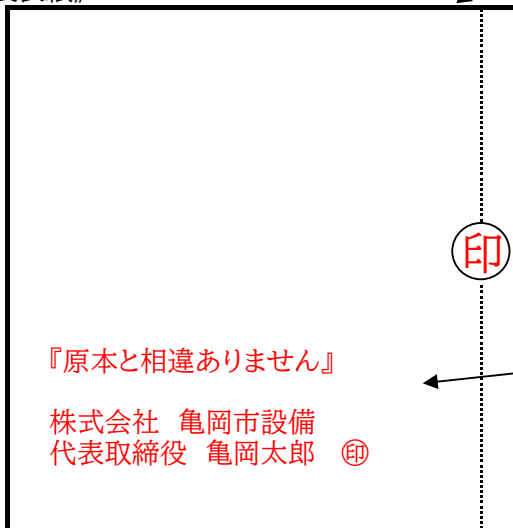 印
『原本と相違ありません』
株式会社 亀岡市設備
代表取締役 亀岡太郎 ㊞